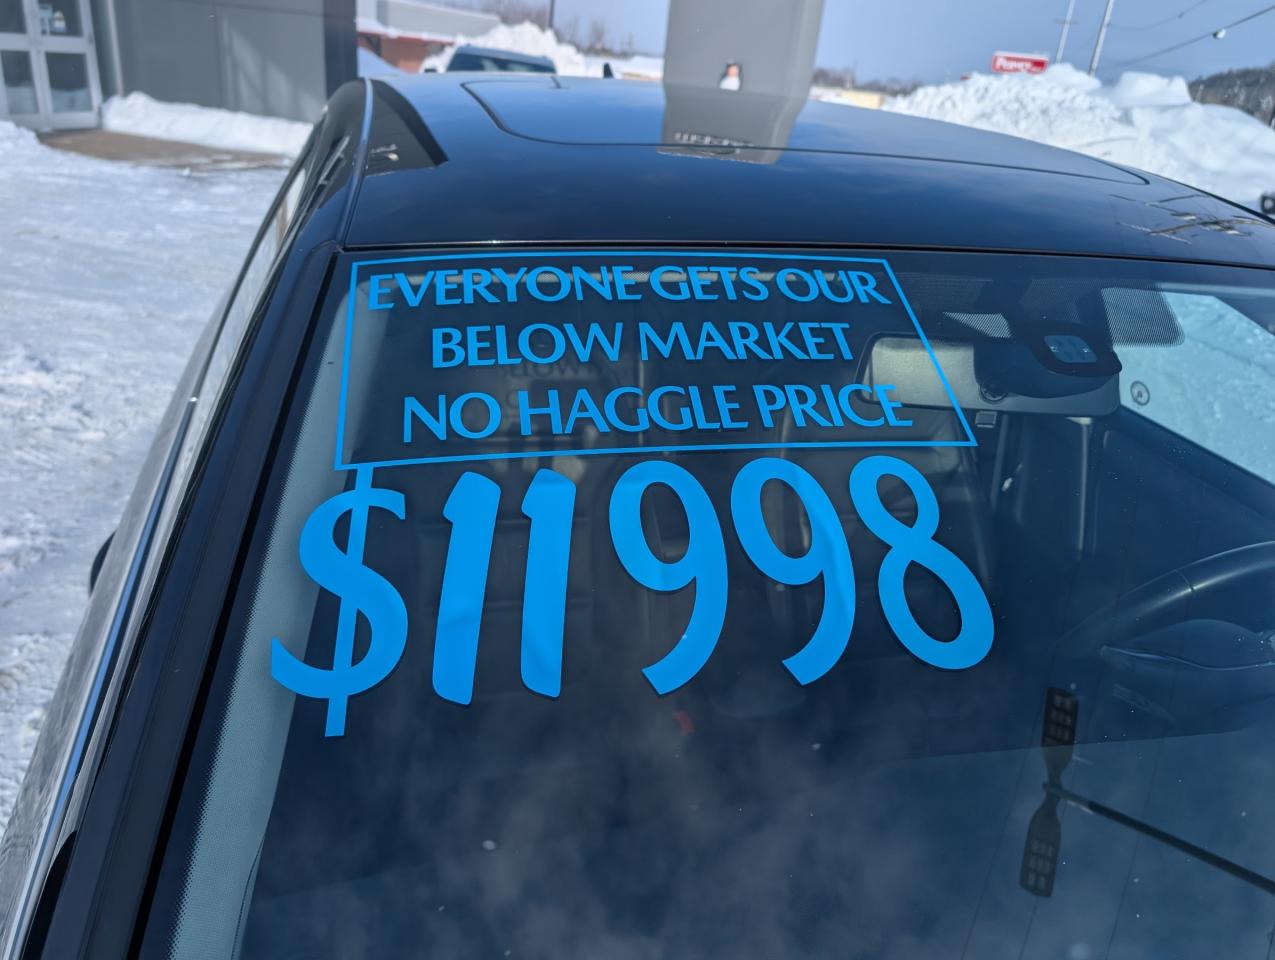 EVERYONE GETS OUR
BELOW MARKET
NO HAGGLE PRICE
$11998